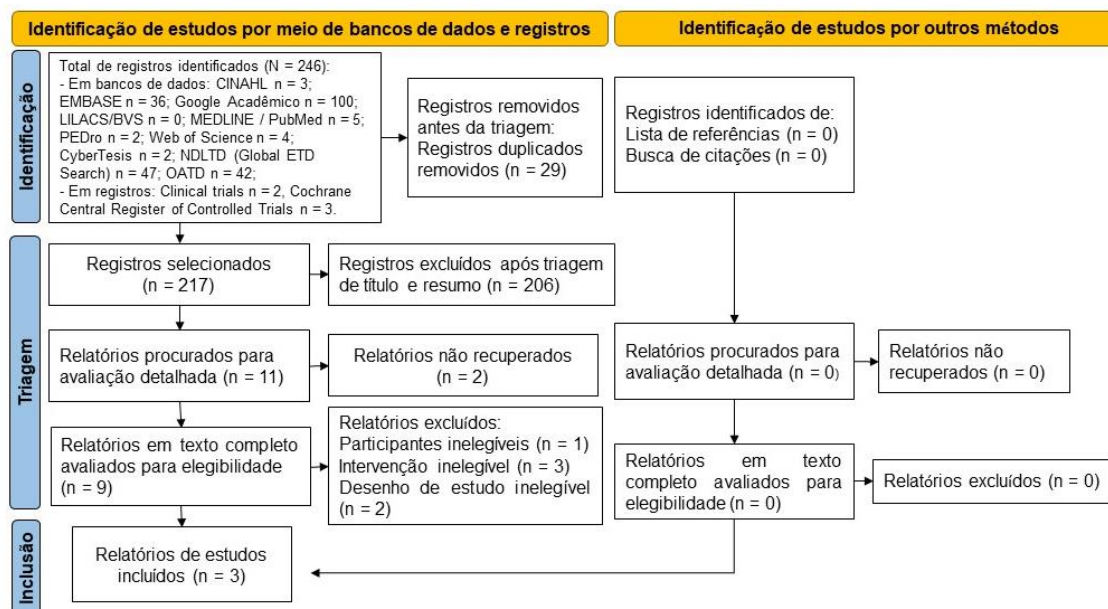 Identificação de estudos por meio de bancos de dados e registros
Identificação de estudos por outros métodos
Identificação
Total de registros identificados (N = 246):
- Em bancos de dados: CINAHL n = 3;
EMBASE n = 36; Google Acadêmico n = 100;
LILACS/BVS n = 0; MEDLINE / PubMed n = 5;
PEDro n = 2; Web of Science n = 4;
CyberTesis n = 2; NDLTD (Global ETD
Search) n = 47; OATD n = 42;
- Em registros: Clinical trials n = 2, Cochrane
Central Register of Controlled Trials n = 3.
Registros removidos
antes da triagem:
Registros duplicados
removidos (n = 29)
Registros identificados de:
Lista de referências (n = 0)
Busca de citações (n = 0)
Triagem
Registros selecionados
(n = 217)
Registros excluídos após triagem
de título e resumo (n = 206)
Relatórios procurados para
avaliação detalhada (n = 11)
Relatórios não recuperados
(n = 2)
Relatórios procurados para
avaliação detalhada (n = 0)
Relatórios não
recuperados (n = 0)
Relatórios em texto completo
avaliados para elegibilidade
(n = 9)
Relatórios excluídos:
Participantes inelegíveis (n = 1)
Intervenção inelegível (n = 3)
Desenho de estudo inelegível
(n = 2)
Relatórios em texto
completo avaliados para
elegibilidade (n = 0)
Relatórios excluídos (n = 0)
Inclusão
Relatórios de estudos
incluídos (n = 3)